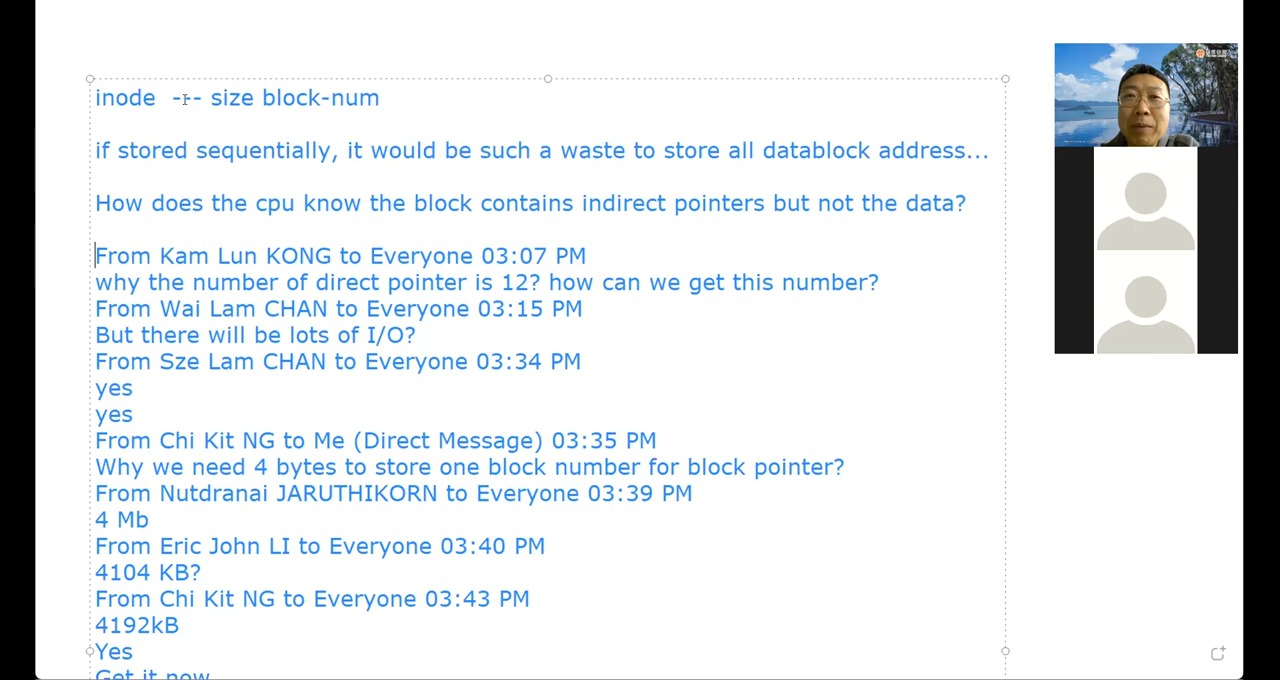 inode --- size block-num
if stored sequentially, it would be such a waste to store all datablock address...
How does the cpu know the block contains indirect pointers but not the data?
From Kam Lun KONG to Everyone 03:07 PM
why the number of direct pointer is 12? how can we get this number?
From Wai Lam CHAN to Everyone 03:15 PM
But there will be lots of I/O?
From Sze Lam CHAN to Everyone 03:34 PM
yes
yes
From Chi Kit NG to Me (Direct Message) 03:35 PM
Why we need 4 bytes to store one block number for block pointer?
From Nutdranai JARUTHIKORN to Everyone 03:39 PM
4 Mb
From Eric John LI to Everyone 03:40 PM
4104 KB?
From Chi Kit NG to Everyone 03:43 PM
4192kB
Yes
Get it now